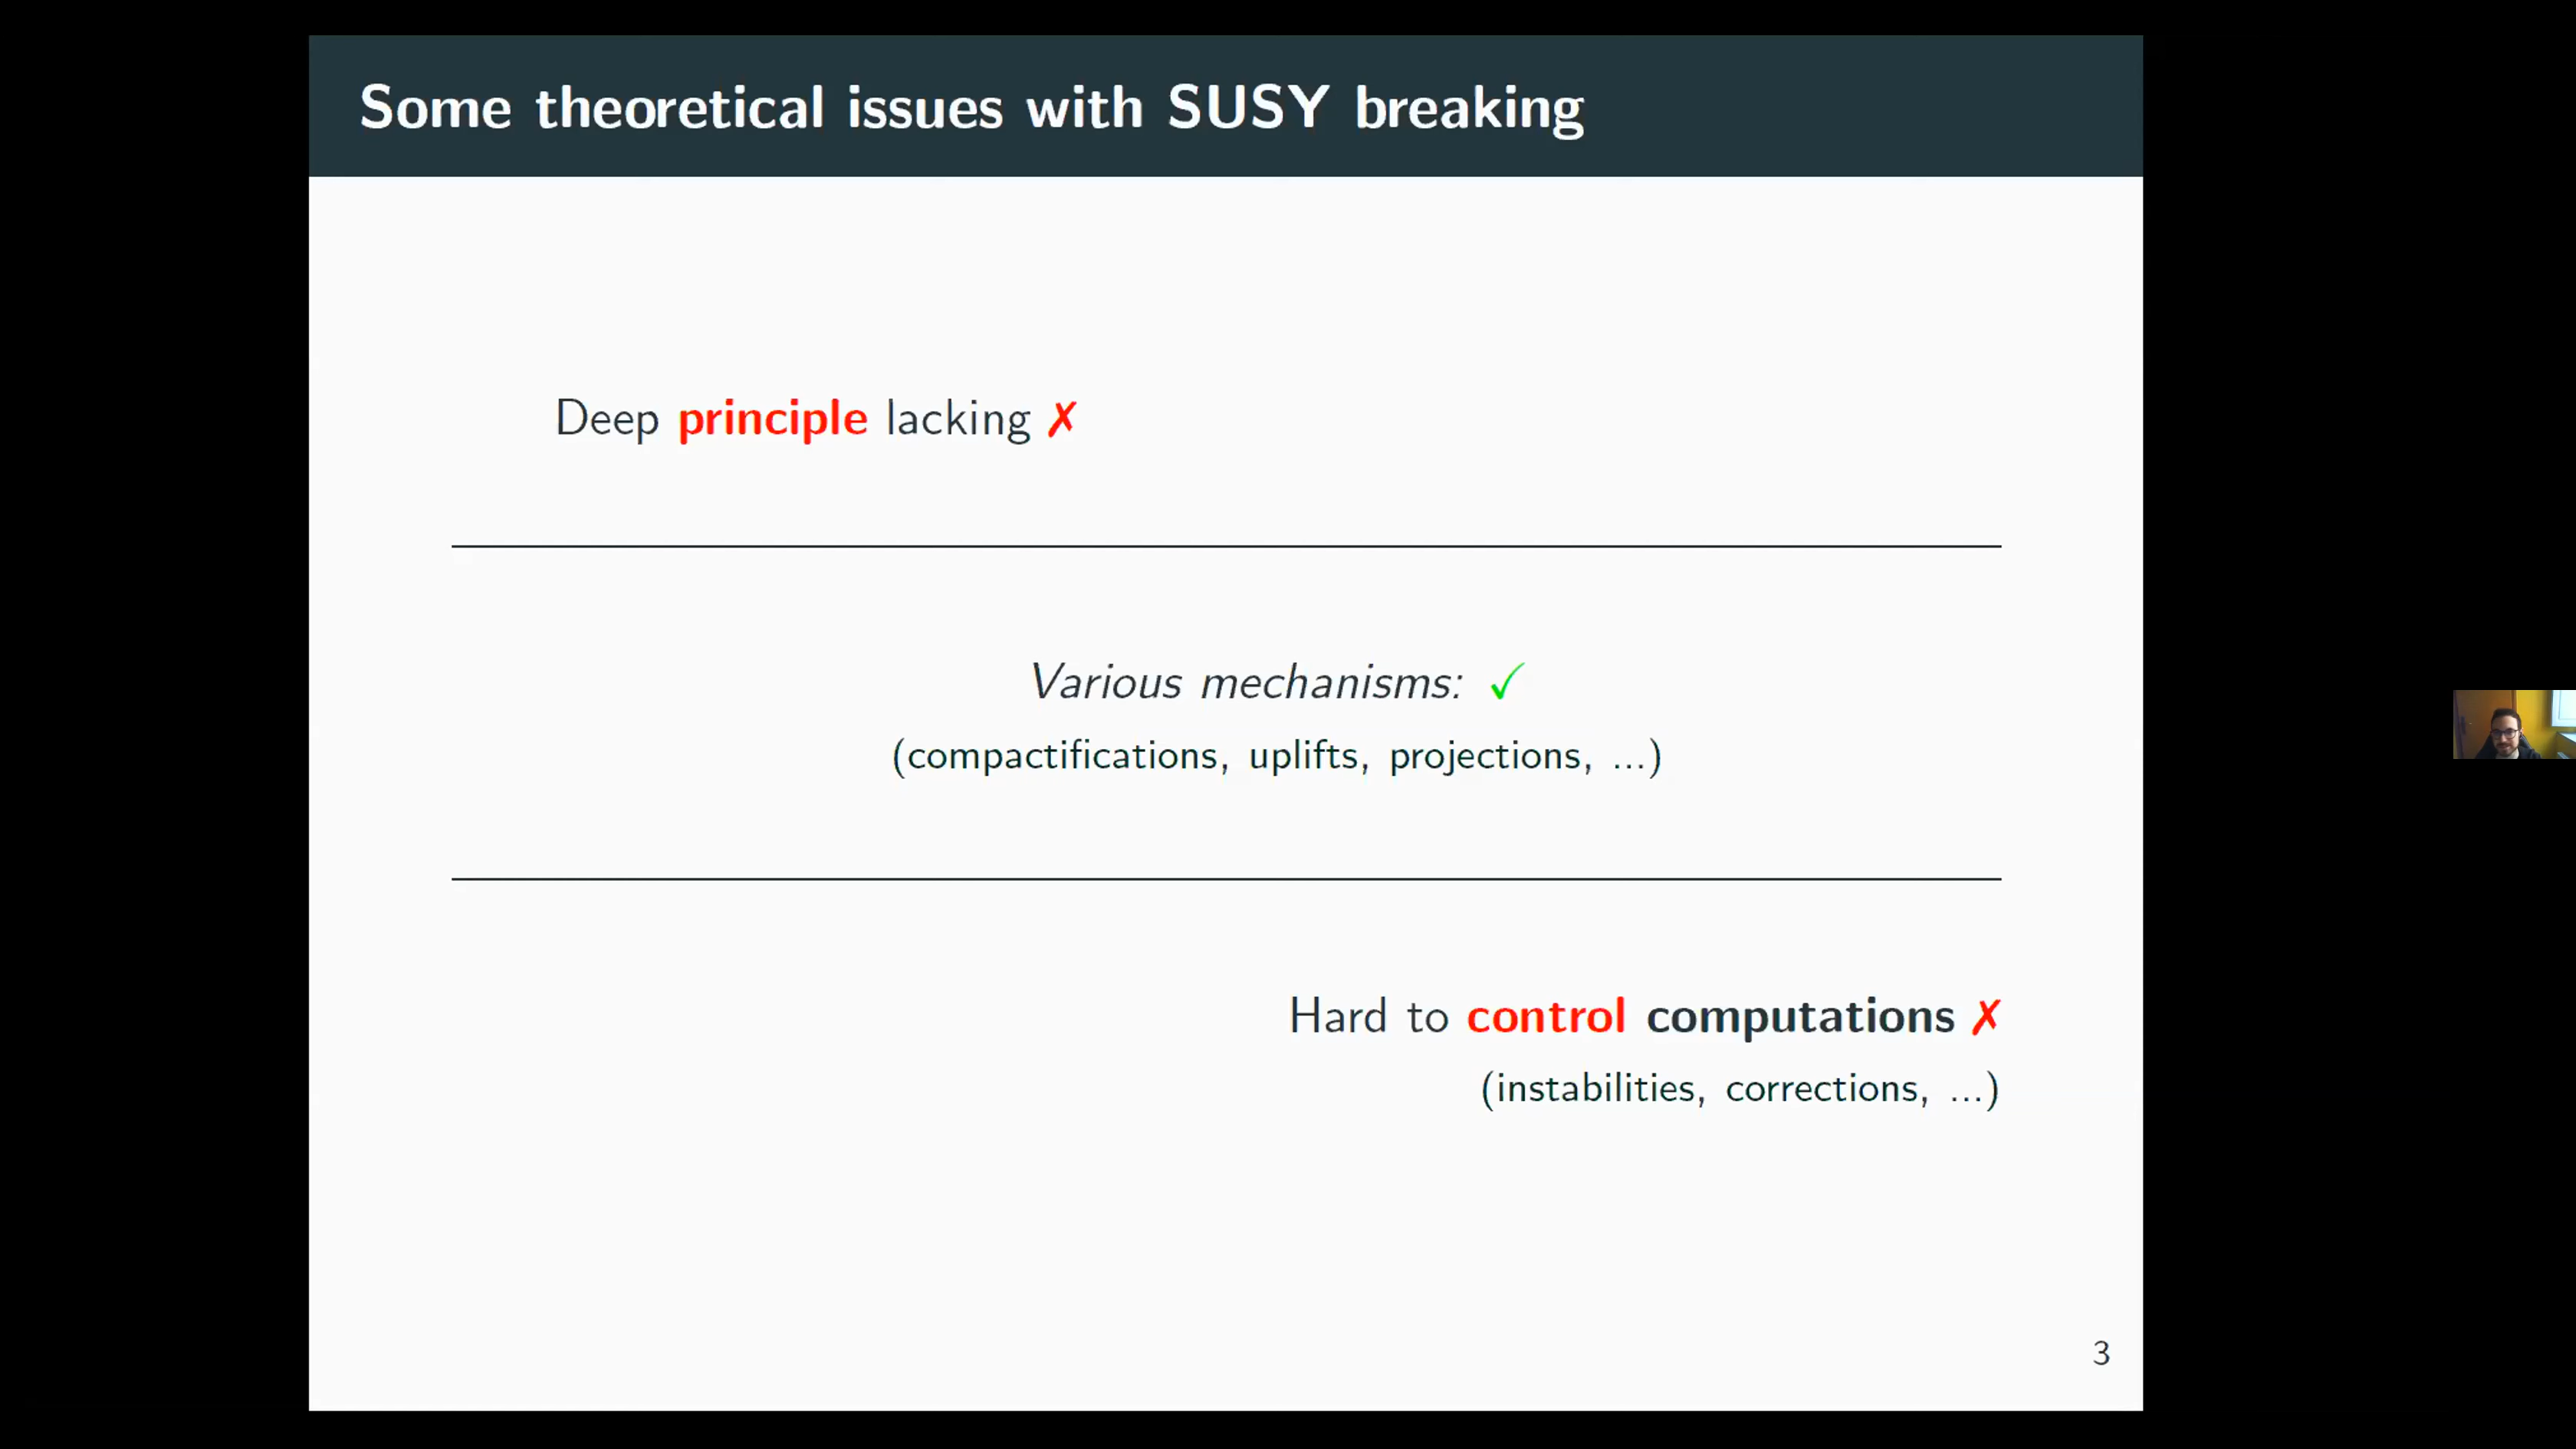 Some theoretical issues with SUSY breaking
Deep principle lacking ✗
Various mechanisms: ✓
(compactifications, uplifts, projections, ...)
Hard to control computations ✗
(instabilities, corrections, ...)
3